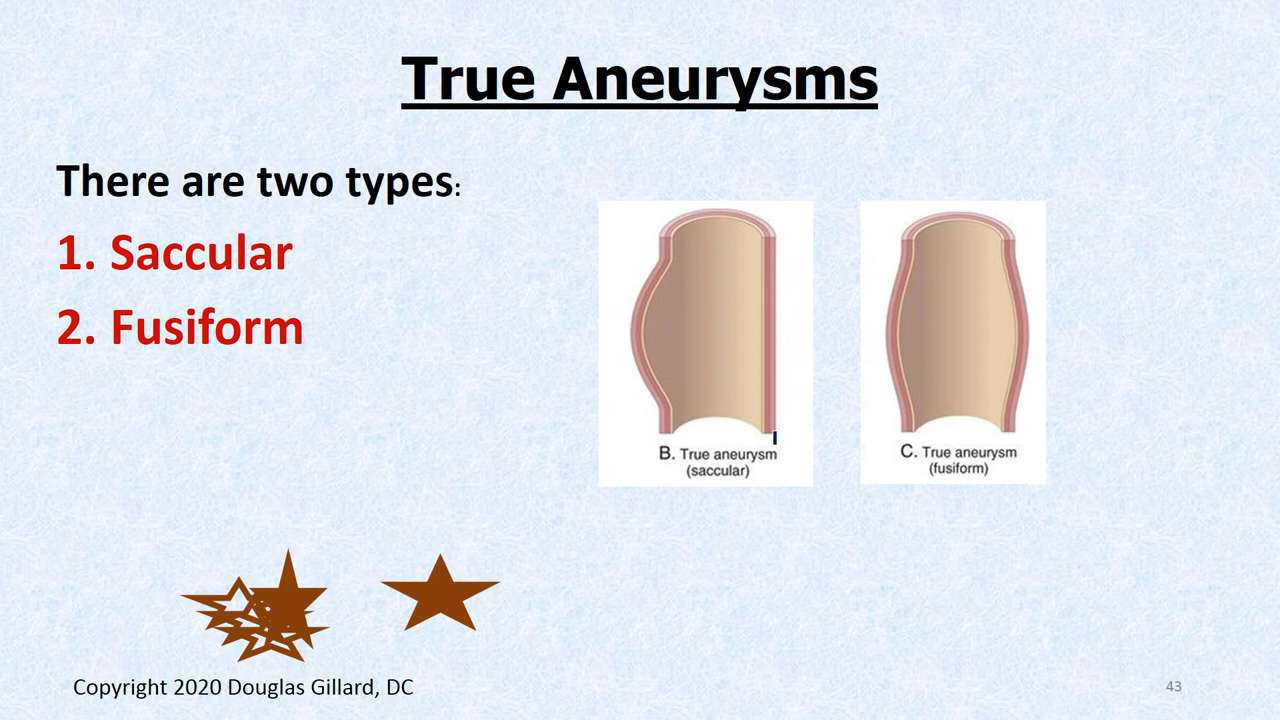 True Aneurysms
There are two types:
1. Saccular
2. Fusiform
B. True aneurysm
(saccular)
C. True aneurysm
(fusiform)
Copyright 2020 Douglas Gillard, DC
43